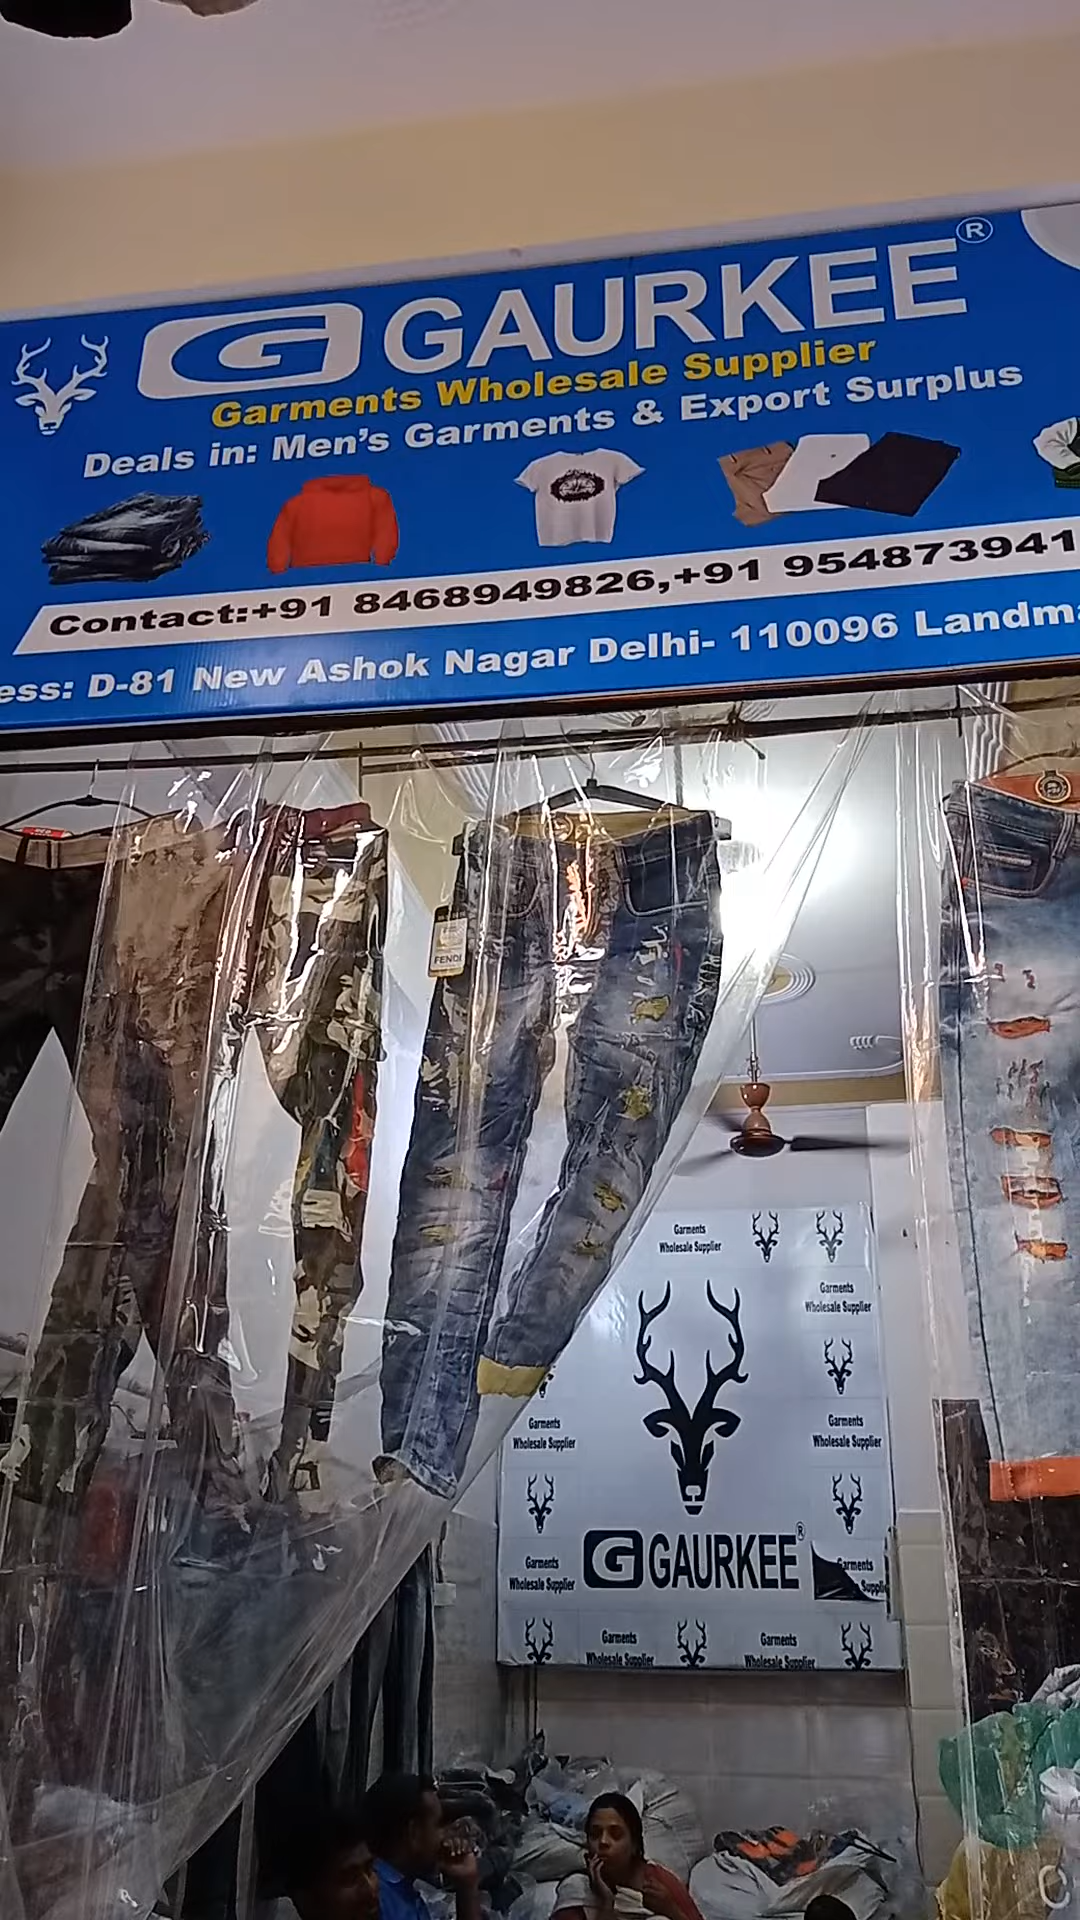 G GAURKEE ®
Garments Wholesale Supplier
Deals in: Men's Garments & Export Surplus
Contact:+91 8468949826,+91 954873941
ess: D-81 New Ashok Nagar Delhi- 110096 Landma
FENDI
Garments
Wholesale Supplier
Garments
Wholesale Supplier
Garments
Wholesale Supplier
Garments
Wholesale Supplier
G GAURKEE ®
Garments
Wholesale Supplier
Garments
Suppli
Garments
Wholesale Supplier
Garments
Wholesale Supplier